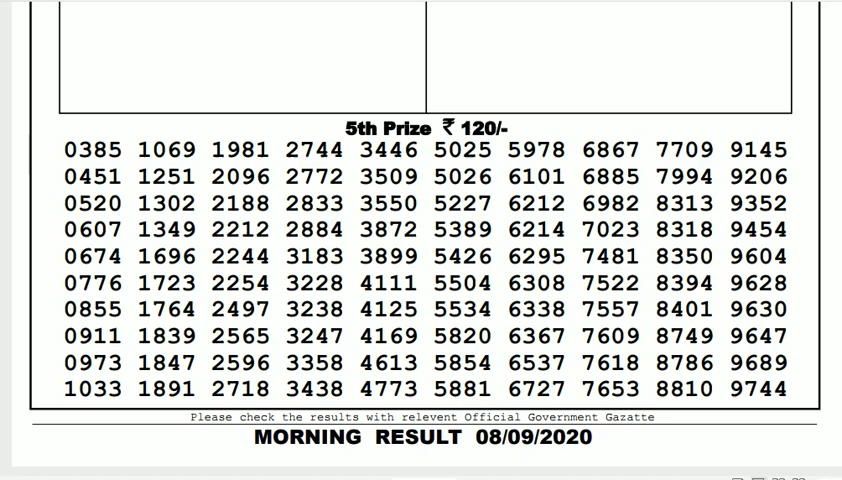 5th Prize ₹ 120/-
0385 1069 1981 2744 3446 5025 5978 6867 7709 9145
0451 1251 2096 2772 3509 5026 6101 6885 7994 9206
0520 1302 2188 2833 3550 5227 6212 6982 8313 9352
0607 1349 2212 2884 3872 5389 6214 7023 8318 9454
0674 1696 2244 3183 3899 5426 6295 7481 8350 9604
0776 1723 2254 3228 4111 5504 6308 7522 8394 9628
0855 1764 2497 3238 4125 5534 6338 7557 8401 9630
0911 1839 2565 3247 4169 5820 6367 7609 8749 9647
0973 1847 2596 3358 4613 5854 6537 7618 8786 9689
1033 1891 2718 3438 4773 5881 6727 7653 8810 9744
Please check the results with relevent Official Government Gazatte
MORNING RESULT 08/09/2020